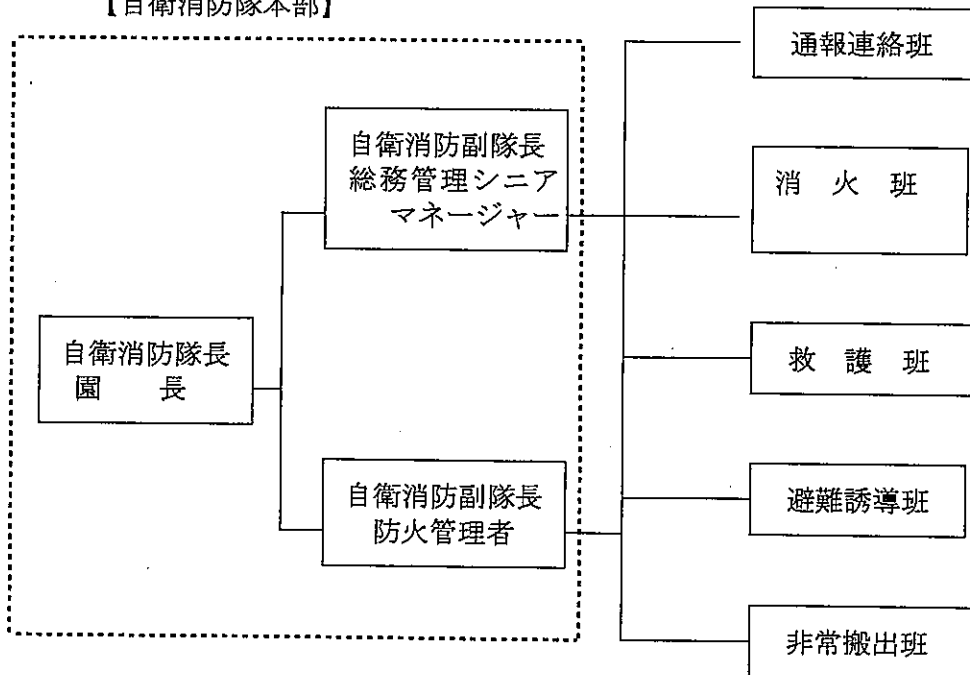 【自衛消防隊本部】
自衛消防隊長
園　　長
自衛消防副隊長
総務管理シニア
マネージャー
自衛消防副隊長
防火管理者
通報連絡班
消　火　班
救　護　班
避難誘導班
非常搬出班